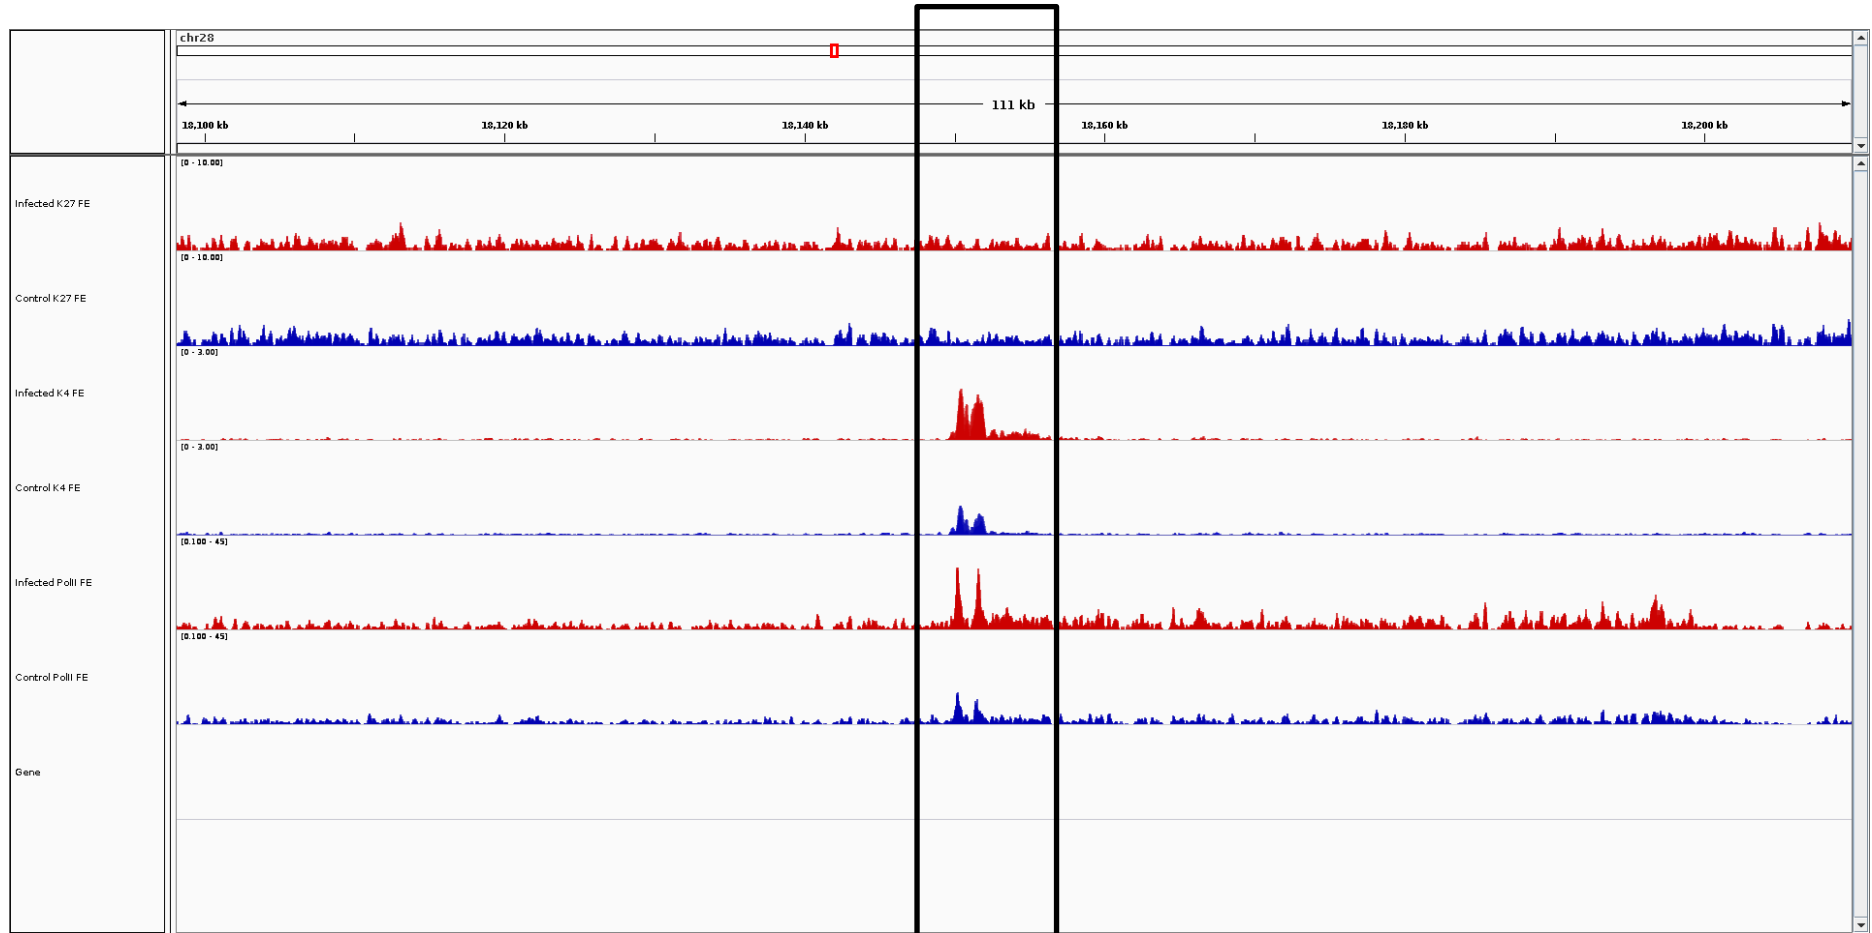 chr28
111 kb
18,100 kb 18,120 kb 18,140 kb 18,160 kb 18,180 kb 18,200 kb
[0 - 10.00]
Infected K27 FE
[0 - 10.00]
Control K27 FE
[0 - 3.00]
Infected K4 FE
[0 - 3.00]
Control K4 FE
[0.100 - 45]
Infected PolII FE
[0.100 - 45]
Control PolII FE
Gene